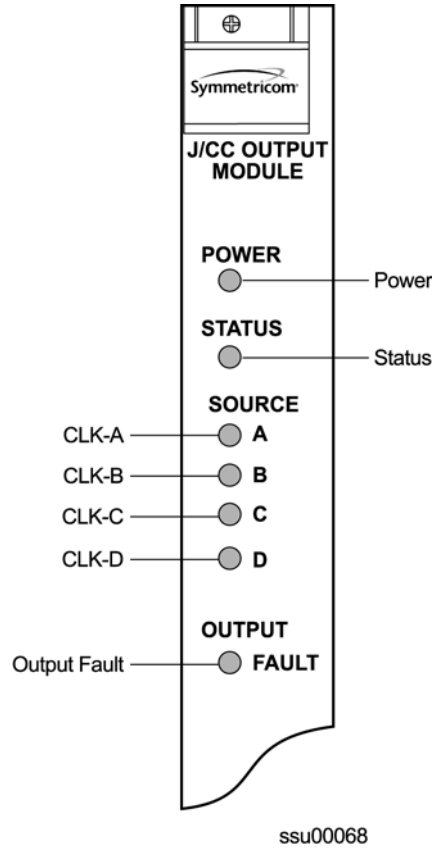 Symmetricom
J/CC OUTPUT
MODULE
POWER
Power
STATUS
Status
SOURCE
CLK-A A
CLK-B B
CLK-C C
CLK-D D
OUTPUT
Output Fault FAULT
ssu00068